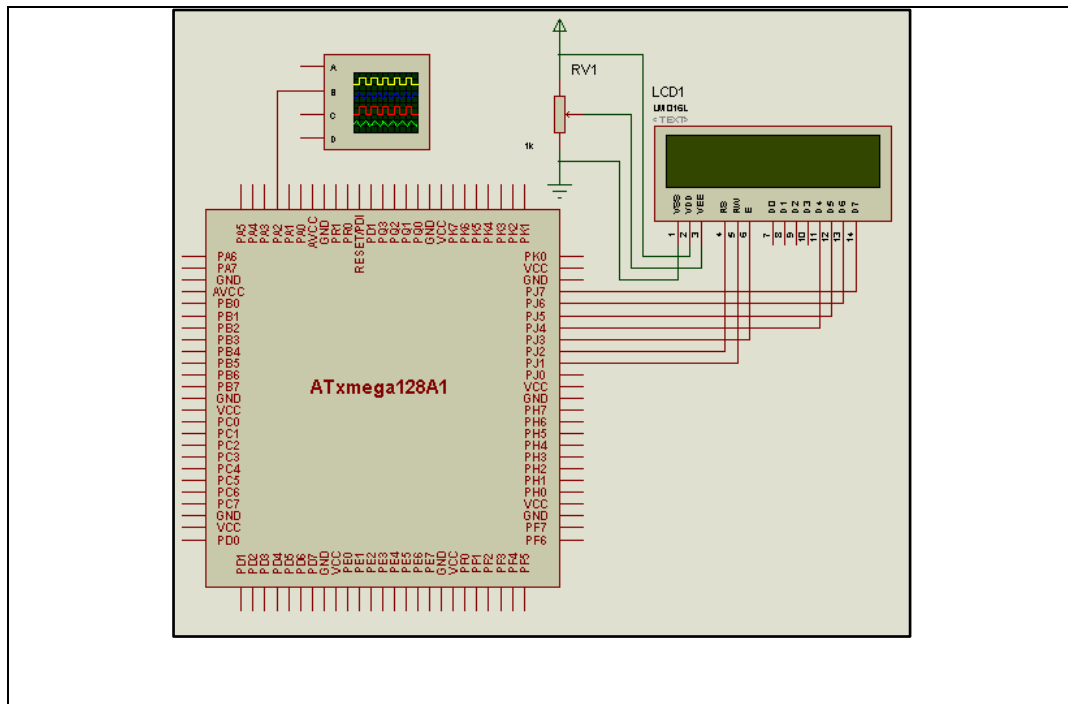 A
B
C
D
RV1
1k
LCD1
LM016L
<TEXT>
VSS VDD VEE RS RW E D0 D1 D2 D3 D4 D5 D6 D7
1 2 3 4 5 6 7 8 9 10 11 12 13 14
PA5 PA4 PA3 PA2 PA1 PA0 AVCC GND PR1 PR0 RESET/PDI PD1 PQ3 PQ2 PQ1 PQ0 GND VCC PK7 PK6 PK5 PK4 PK3 PK2 PK1
PA6
PA7
GND
AVCC
PB0
PB1
PB2
PB3
PB4
PB5
PB6
PB7
GND
VCC
PC0
PC1
PC2
PC3
PC4
PC5
PC6
PC7
GND
VCC
PD0
ATxmega128A1
PK0
VCC
GND
PJ7
PJ6
PJ5
PJ4
PJ3
PJ2
PJ1
PJ0
VCC
GND
PH7
PH6
PH5
PH4
PH3
PH2
PH1
PH0
VCC
GND
PF7
PF6
PD1 PD2 PD3 PD4 PD5 PD6 PD7 GND VCC PE0 PE1 PE2 PE3 PE4 PE5 PE6 PE7 GND VCC PF0 PF1 PF2 PF3 PF4 PF5